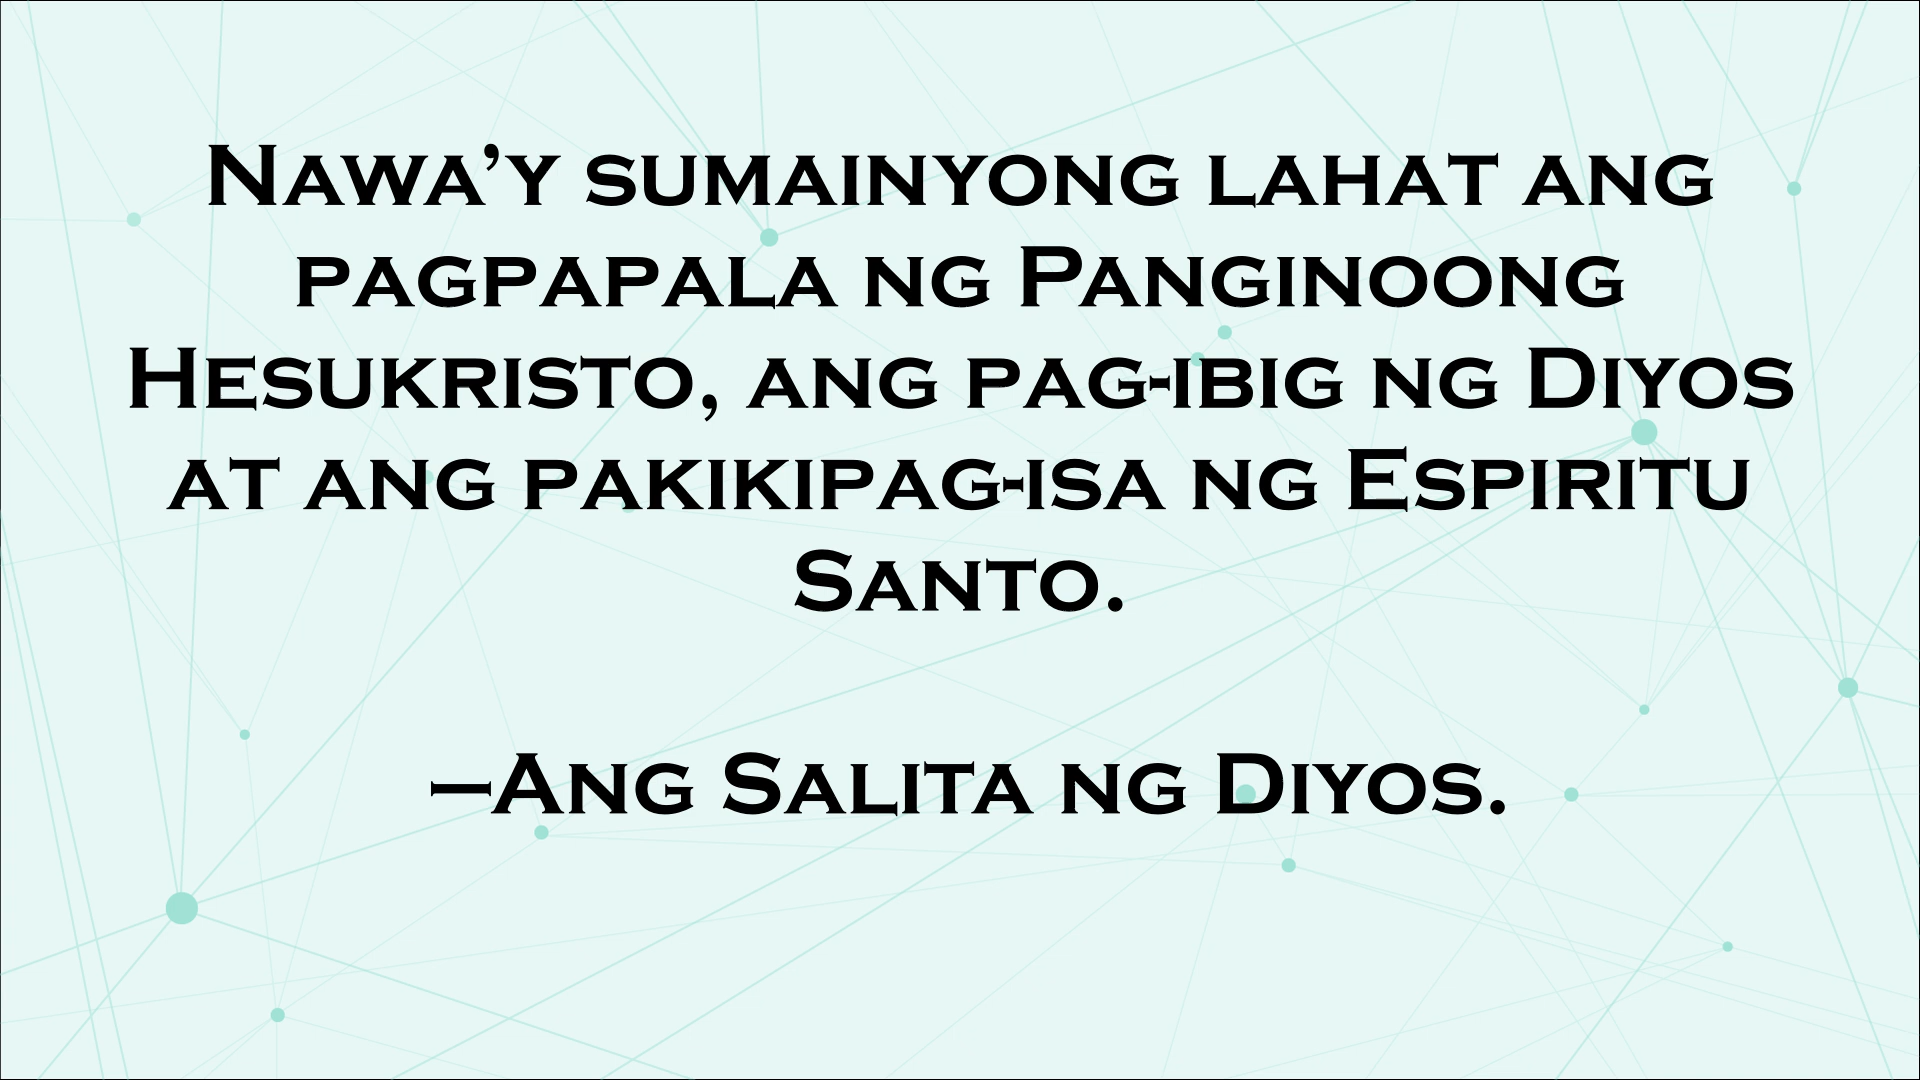 Nawa’y sumainyong lahat ang
pagpapala ng Panginoong
Hesukristo, ang pag-ibig ng Diyos
at ang pakikipag-isa ng Espiritu
Santo.
–Ang Salita ng Diyos.